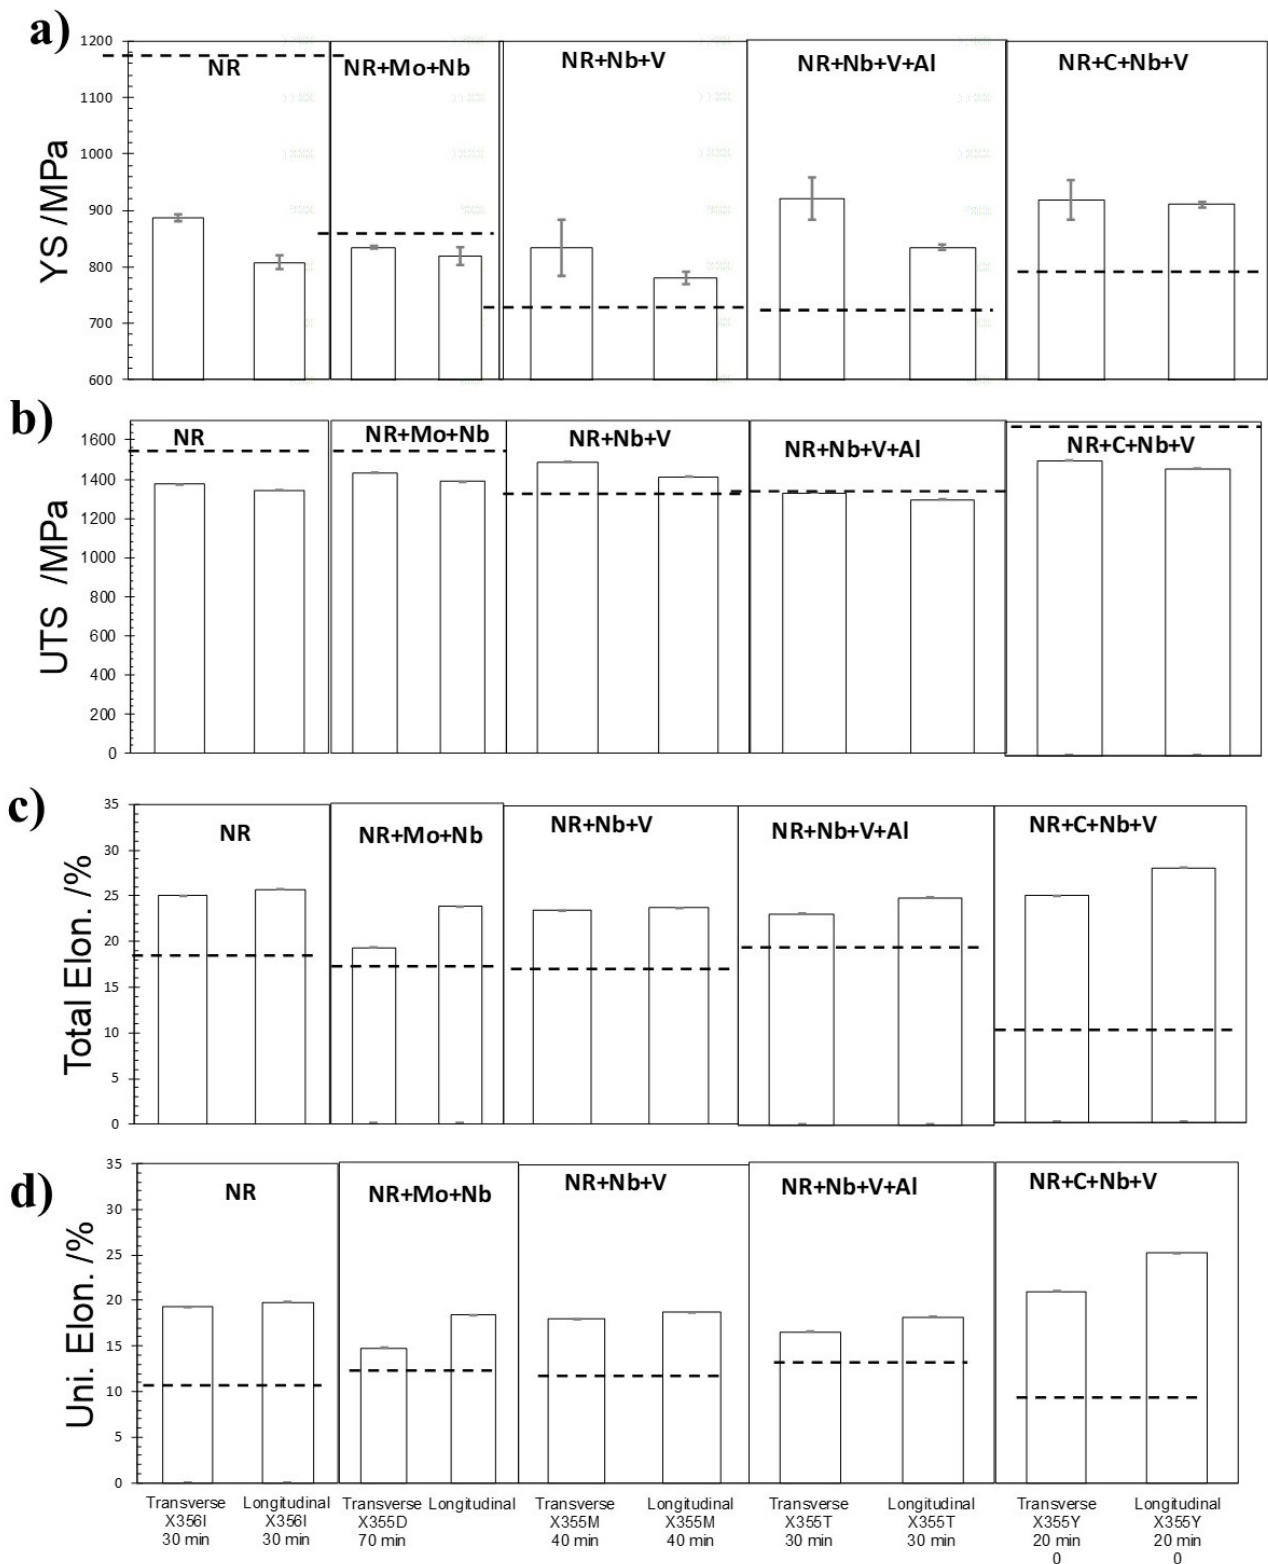 a)
YS /MPa
1200
1100
1000
900
800
700
600
NR
NR+Mo+Nb
NR+Nb+V
NR+Nb+V+Al
NR+C+Nb+V
b)
UTS /MPa
1600
1400
1200
1000
800
600
400
200
0
NR
NR+Mo+Nb
NR+Nb+V
NR+Nb+V+Al
NR+C+Nb+V
c)
Total Elon. /%
35
30
25
20
15
10
5
0
NR
NR+Mo+Nb
NR+Nb+V
NR+Nb+V+Al
NR+C+Nb+V
d)
Uni. Elon. /%
35
30
25
20
15
10
5
0
NR
NR+Mo+Nb
NR+Nb+V
NR+Nb+V+Al
NR+C+Nb+V
Transverse
X356I
30 min
Longitudinal
X356I
30 min
Transverse
X355D
70 min
Longitudinal
Transverse
X355M
40 min
Longitudinal
X355M
40 min
Transverse
X355T
30 min
Longitudinal
X355T
30 min
Transverse
X355Y
20 min
0
Longitudinal
X355Y
20 min
0